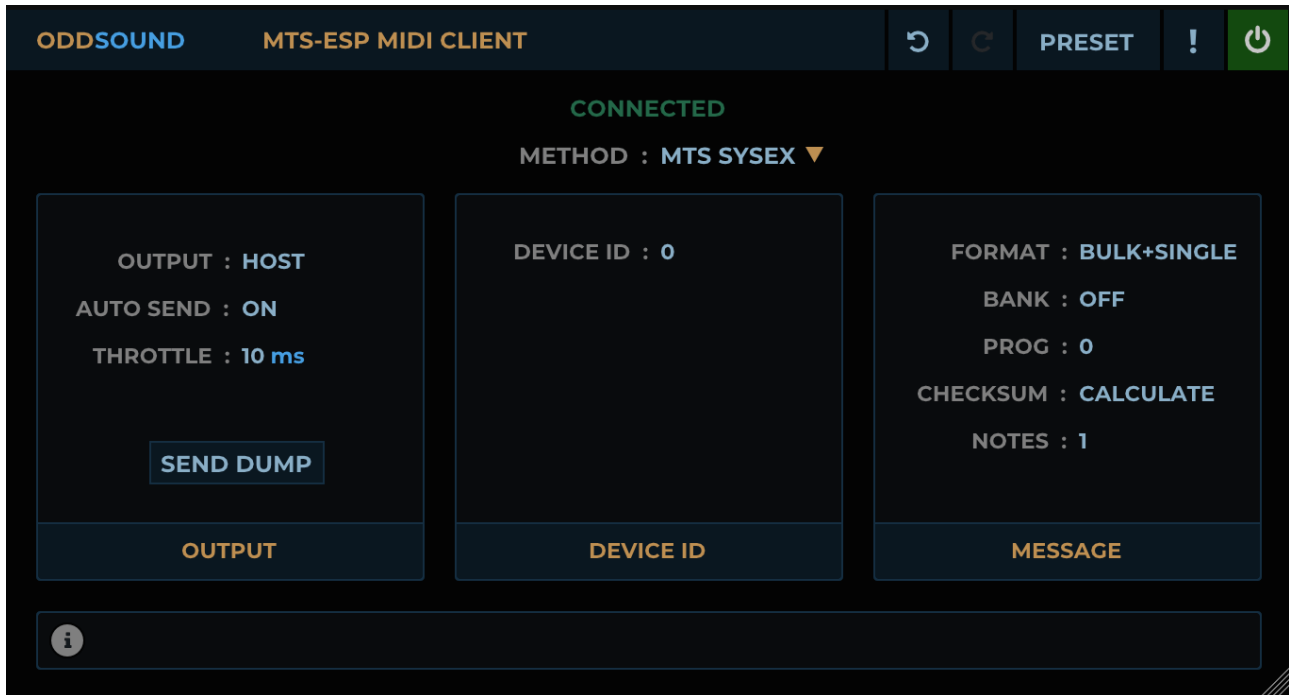 ODDSOUND MTS-ESP MIDI CLIENT PRESET !
CONNECTED
METHOD : MTS SYSEX
OUTPUT : HOST
AUTO SEND : ON
THROTTLE : 10 ms
SEND DUMP
OUTPUT
DEVICE ID : 0
DEVICE ID
FORMAT : BULK+SINGLE
BANK : OFF
PROG : 0
CHECKSUM : CALCULATE
NOTES : 1
MESSAGE